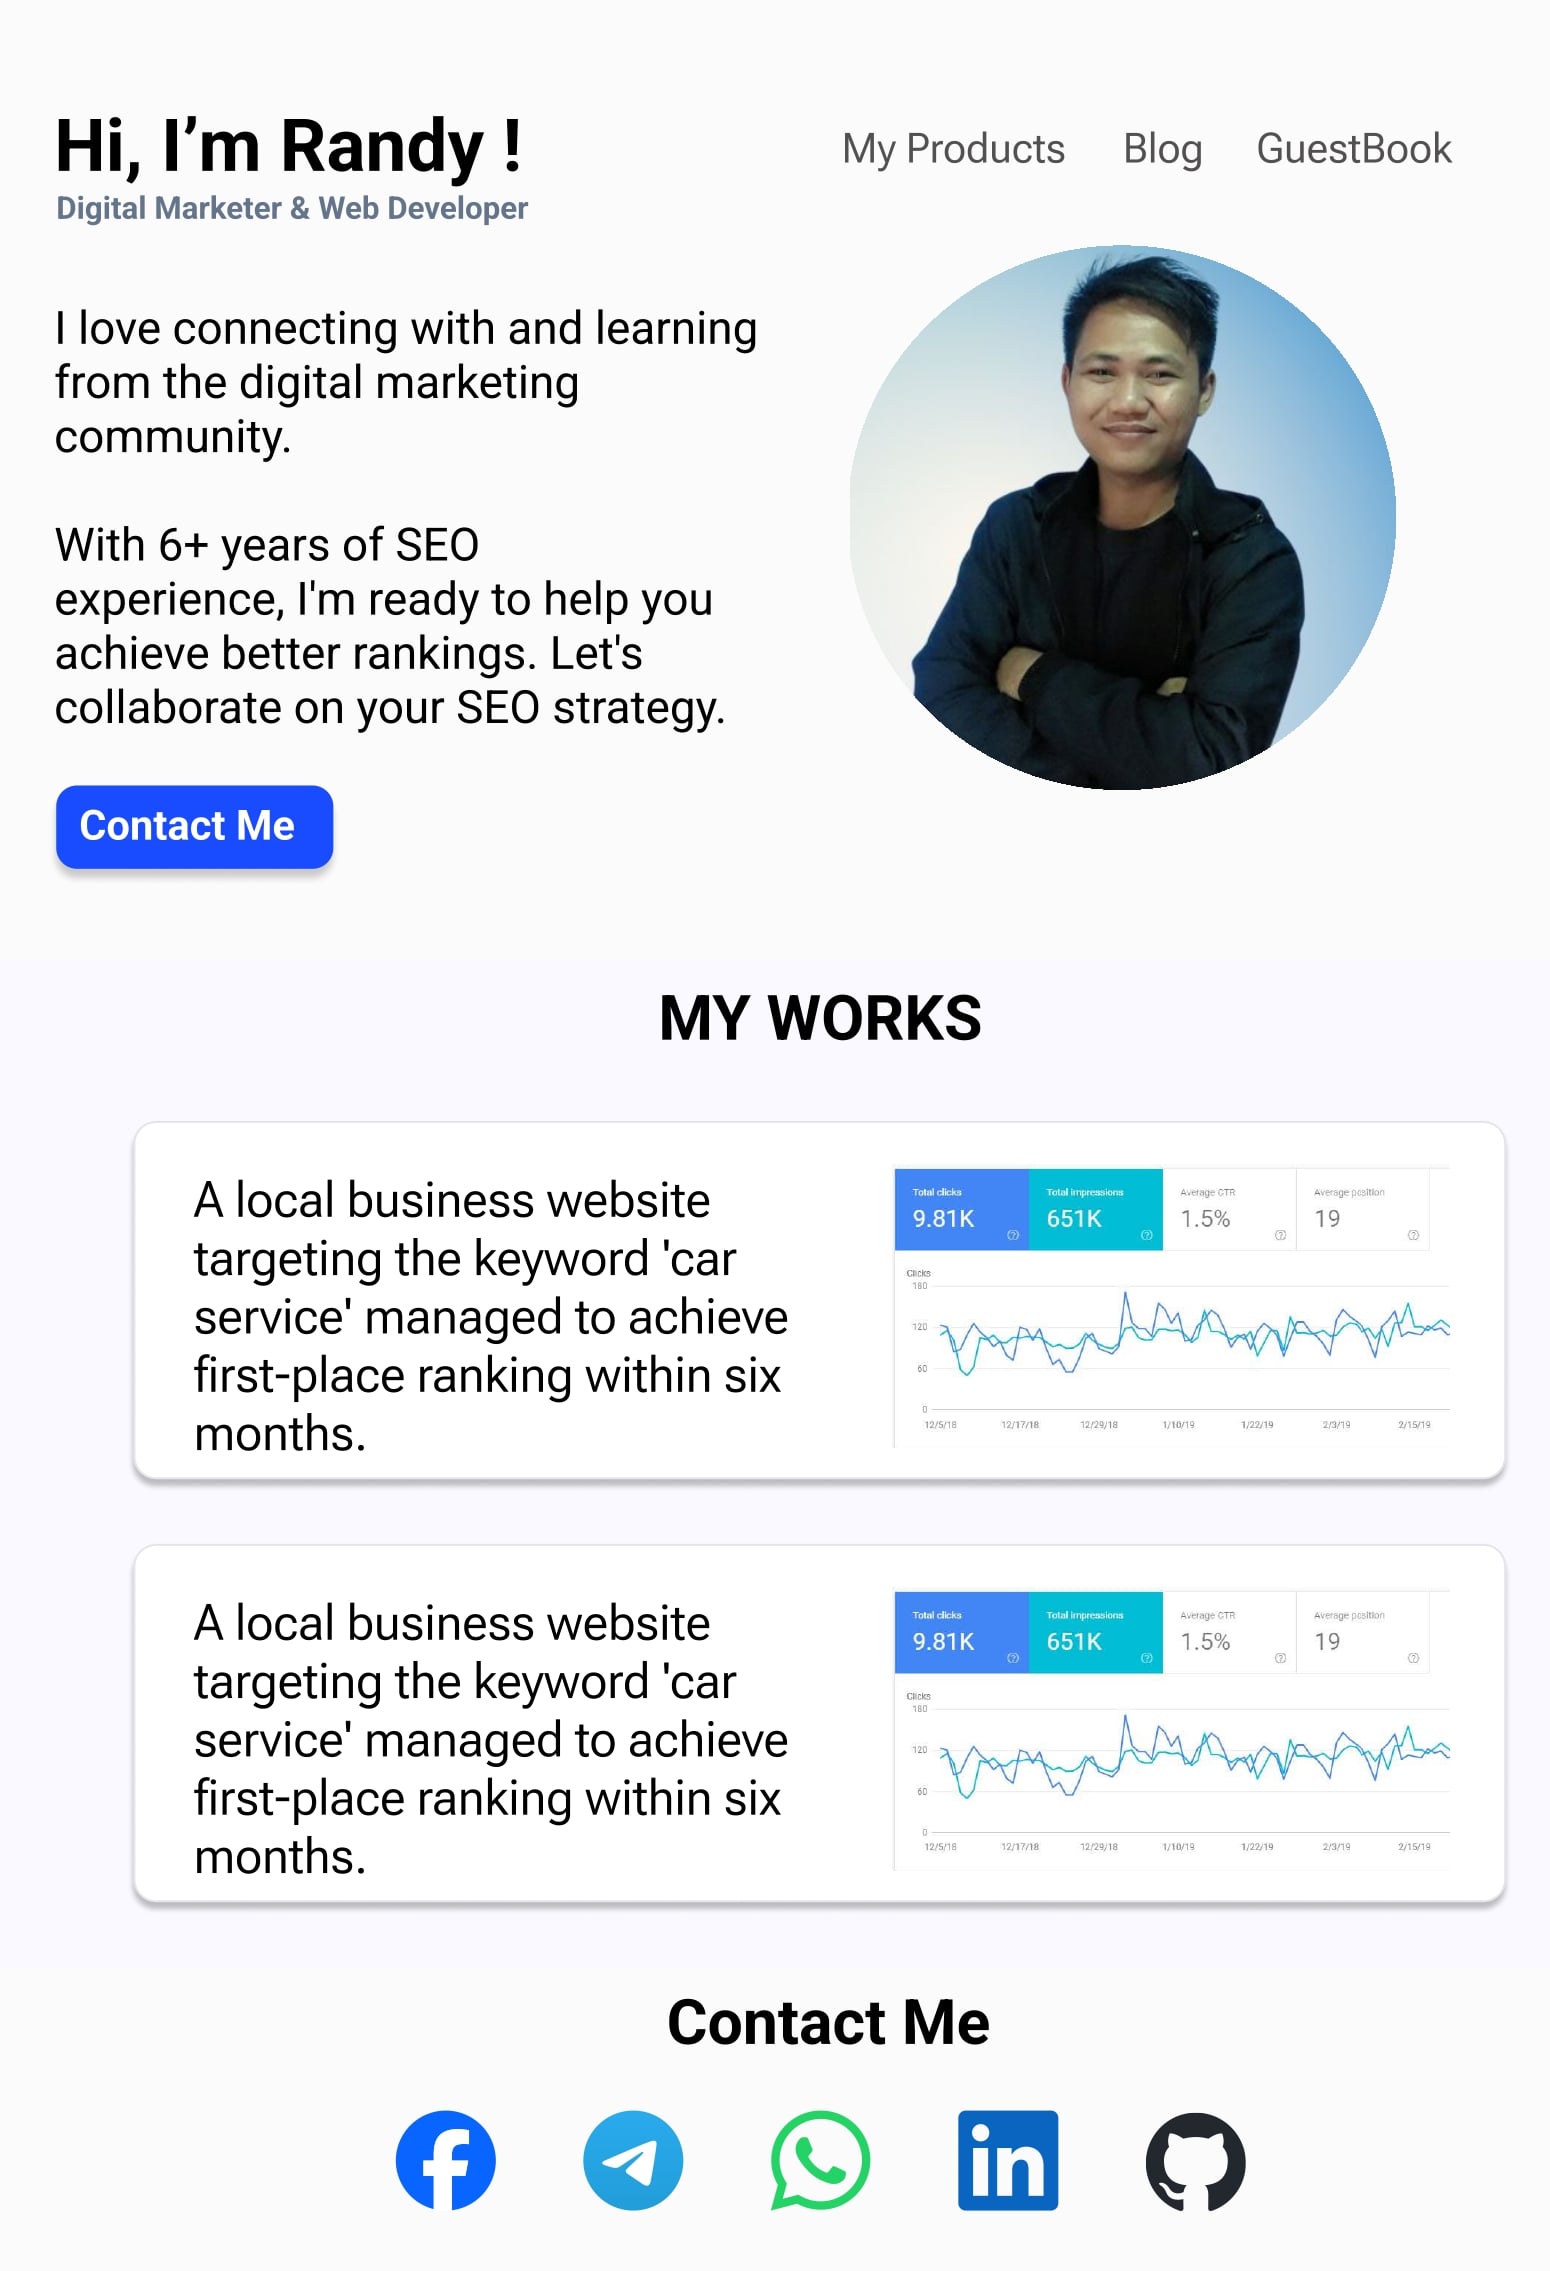 Hi, I’m Randy !
Digital Marketer & Web Developer
My Products Blog GuestBook
I love connecting with and learning
from the digital marketing
community.
With 6+ years of SEO
experience, I'm ready to help you
achieve better rankings. Let's
collaborate on your SEO strategy.
Contact Me
MY WORKS
A local business website
targeting the keyword 'car
service' managed to achieve
first-place ranking within six
months.
Total clicks Total impressions Average CTR Average position
9.81K 651K 1.5% 19
Clicks
180
120
60
0
12/5/18 12/17/18 12/29/18 1/10/19 1/22/19 2/3/19 2/15/19
A local business website
targeting the keyword 'car
service' managed to achieve
first-place ranking within six
months.
Total clicks Total impressions Average CTR Average position
9.81K 651K 1.5% 19
Clicks
180
120
60
0
12/5/18 12/17/18 12/29/18 1/10/19 1/22/19 2/3/19 2/15/19
Contact Me
in